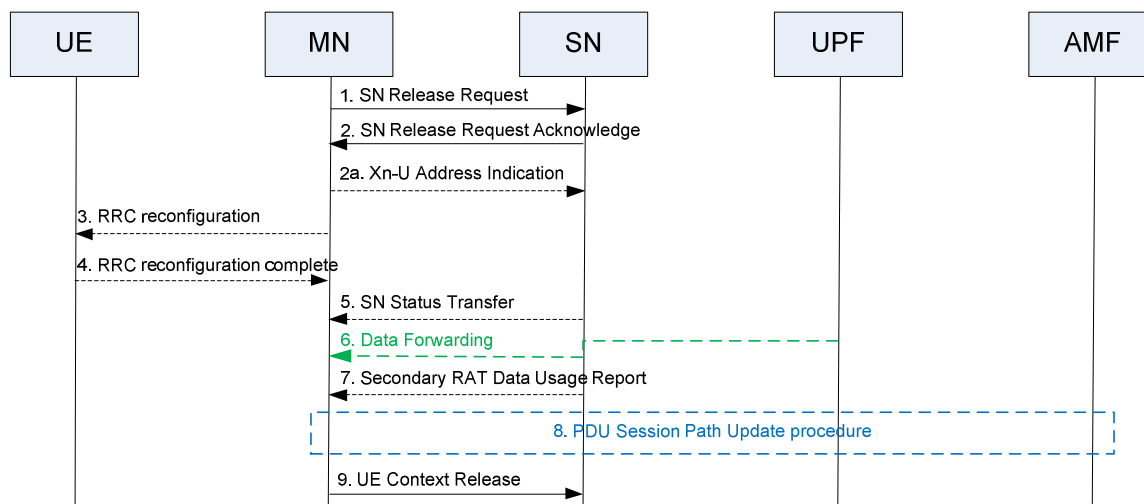 UE
MN
SN
UPF
AMF
1. SN Release Request
2. SN Release Request Acknowledge
2a. Xn-U Address Indication
3. RRC reconfiguration
4. RRC reconfiguration complete
5. SN Status Transfer
6. Data Forwarding
7. Secondary RAT Data Usage Report
8. PDU Session Path Update procedure
9. UE Context Release